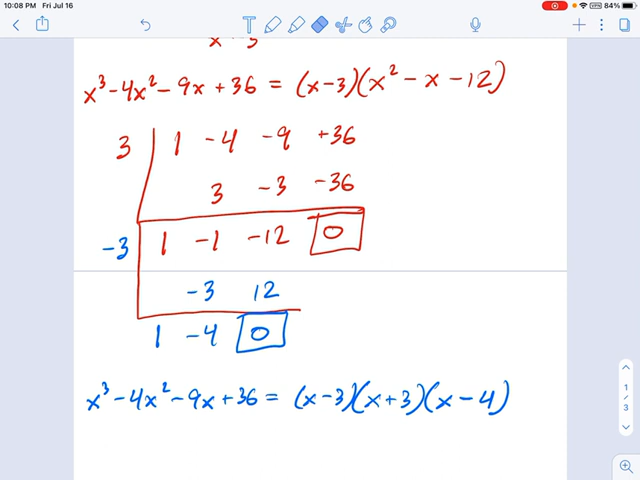 10:08 PM Fri Jul 16
VPN 84%
T
x³ - 4x² - 9x + 36 = (x-3)(x² - x - 12)
3 1 -4 -9 +36
3 -3 -36
-3 1 -1 -12 0
-3 12
1 -4 0
x³ - 4x² - 9x + 36 = (x-3)(x+3)(x-4)
1
/
3